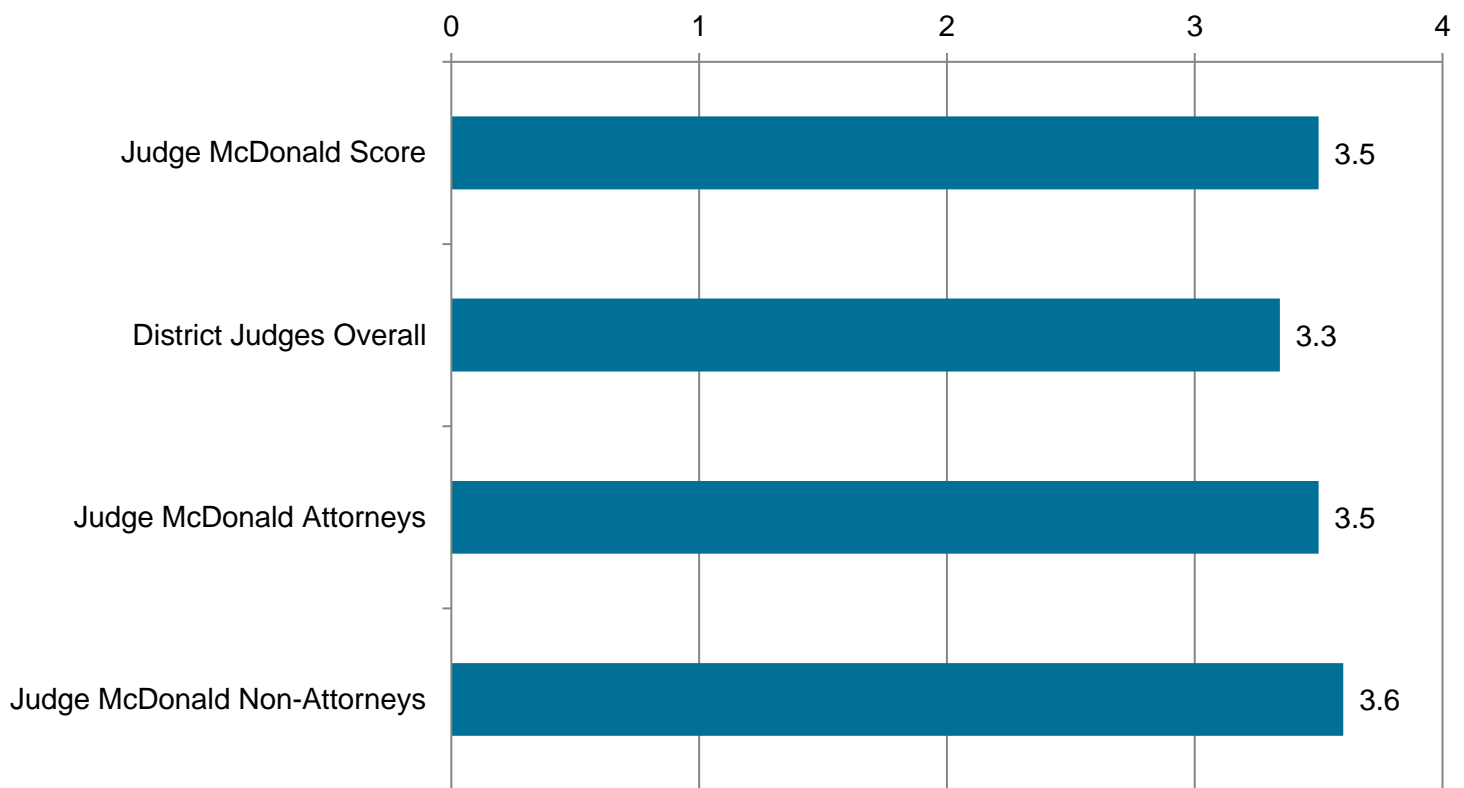 0 1 2 3 4
Judge McDonald Score 3.5
District Judges Overall 3.3
Judge McDonald Attorneys 3.5
Judge McDonald Non-Attorneys 3.6